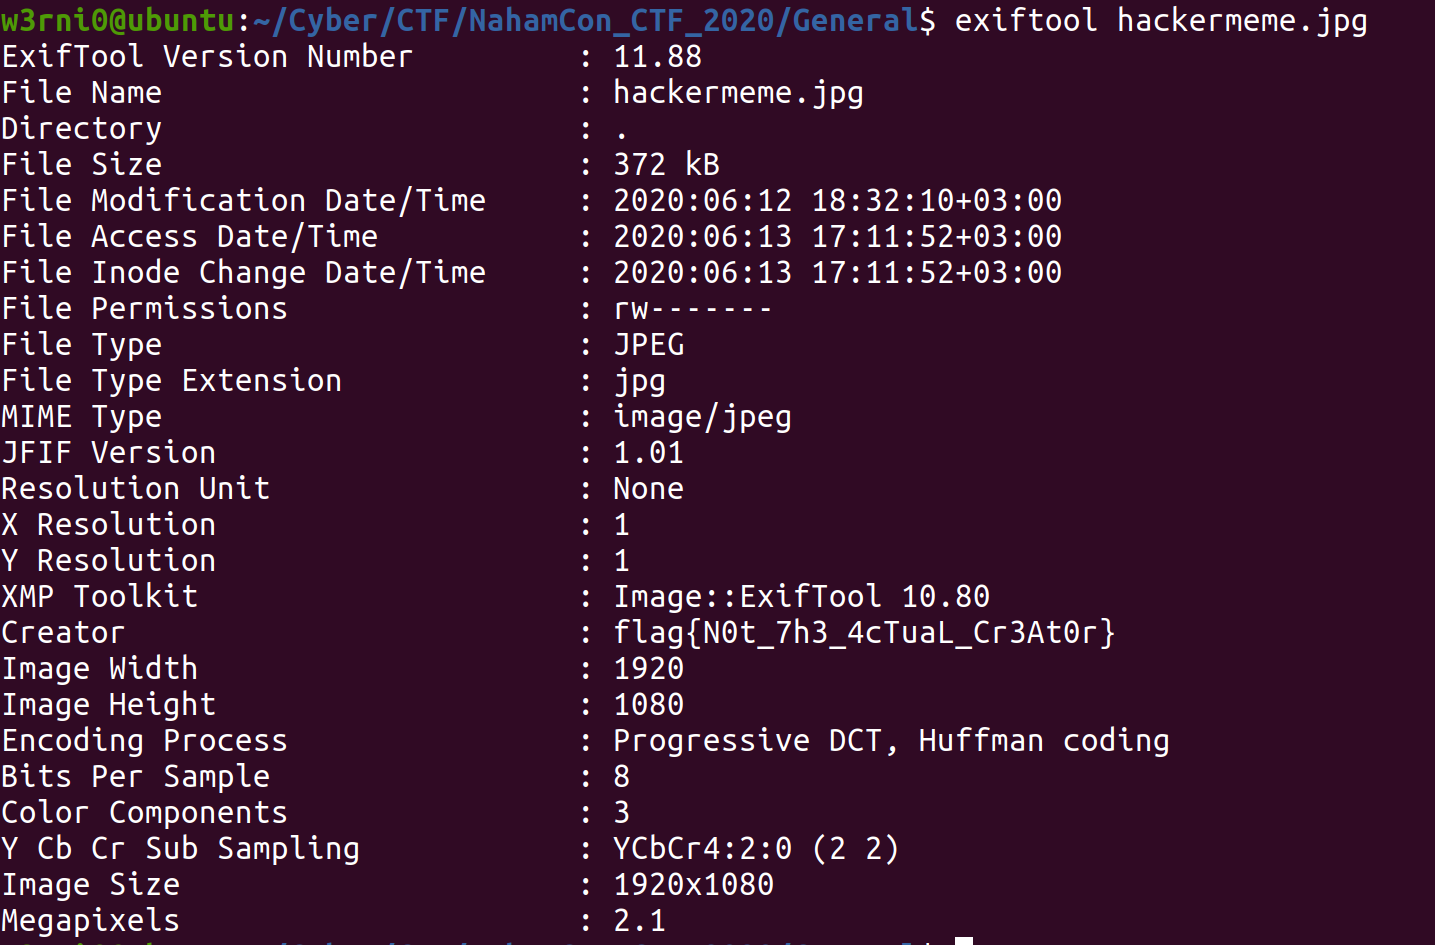 w3rni0@ubuntu:~/Cyber/CTF/NahamCon_CTF_2020/General$ exiftool hackermeme.jpg
ExifTool Version Number : 11.88
File Name : hackermeme.jpg
Directory : .
File Size : 372 kB
File Modification Date/Time : 2020:06:12 18:32:10+03:00
File Access Date/Time : 2020:06:13 17:11:52+03:00
File Inode Change Date/Time : 2020:06:13 17:11:52+03:00
File Permissions : rw-------
File Type : JPEG
File Type Extension : jpg
MIME Type : image/jpeg
JFIF Version : 1.01
Resolution Unit : None
X Resolution : 1
Y Resolution : 1
XMP Toolkit : Image::ExifTool 10.80
Creator : flag{N0t_7h3_4cTuaL_Cr3At0r}
Image Width : 1920
Image Height : 1080
Encoding Process : Progressive DCT, Huffman coding
Bits Per Sample : 8
Color Components : 3
Y Cb Cr Sub Sampling : YCbCr4:2:0 (2 2)
Image Size : 1920x1080
Megapixels : 2.1